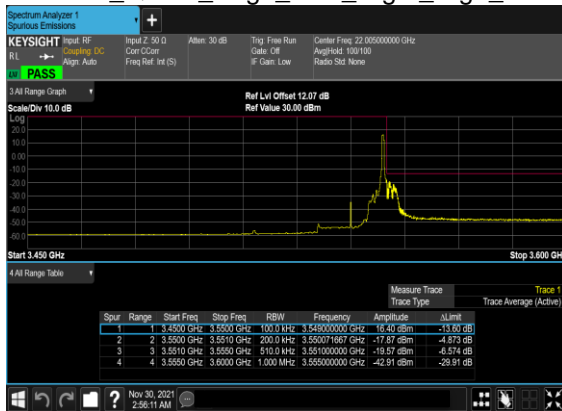 Spectrum Analyzer 1
Spurious Emissions
+
KEYSIGHT Input: RF Input Z: 50 Ω Atten: 30 dB Trig: Free Run Center Freq: 22.005000000 GHz
RL Coupling: DC Corr CCorr Gate: Off Avg|Hold: 100/100
Align: Auto Freq Ref: Int (S) IF Gain: Low Radio Std: None
PASS
3 All Range Graph
Ref Lvl Offset 12.07 dB
Scale/Div 10.0 dB Ref Value 30.00 dBm
Log
20.0
10.0
0.00
-10.0
-20.0
-30.0
-40.0
-50.0
-60.0
Start 3.450 GHz Stop 3.600 GH
4 All Range Table
Measure Trace Trace 1
Trace Type Trace Average (Active)
Spur Range Start Freq Stop Freq RBW Frequency Amplitude ΔLimit
1 1 3.4500 GHz 3.5500 GHz 100.0 kHz 3.549000000 GHz 16.40 dBm -13.60 dB
2 2 3.5500 GHz 3.5510 GHz 200.0 kHz 3.550071667 GHz -17.87 dBm -4.873 dB
3 3 3.5510 GHz 3.5550 GHz 510.0 kHz 3.551000000 GHz -19.57 dBm -6.574 dB
4 4 3.5550 GHz 3.6000 GHz 1.000 MHz 3.555000000 GHz -42.91 dBm -29.91 dB
? Nov 30, 2021
2:56:11 AM